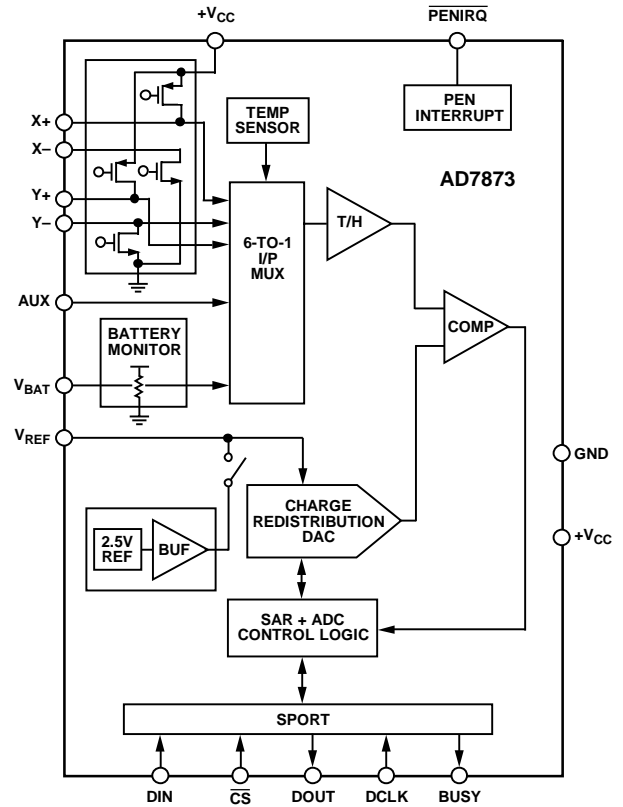 +VCC
PENIRQ
PEN
INTERRUPT
TEMP
SENSOR
X+
X–
Y+
Y–
AD7873
T/H
6-TO-1
I/P
MUX
AUX
COMP
BATTERY
MONITOR
VBAT
VREF
GND
CHARGE
REDISTRIBUTION
DAC
2.5V
REF
BUF
+VCC
SAR + ADC
CONTROL LOGIC
SPORT
DIN
CS
DOUT
DCLK
BUSY